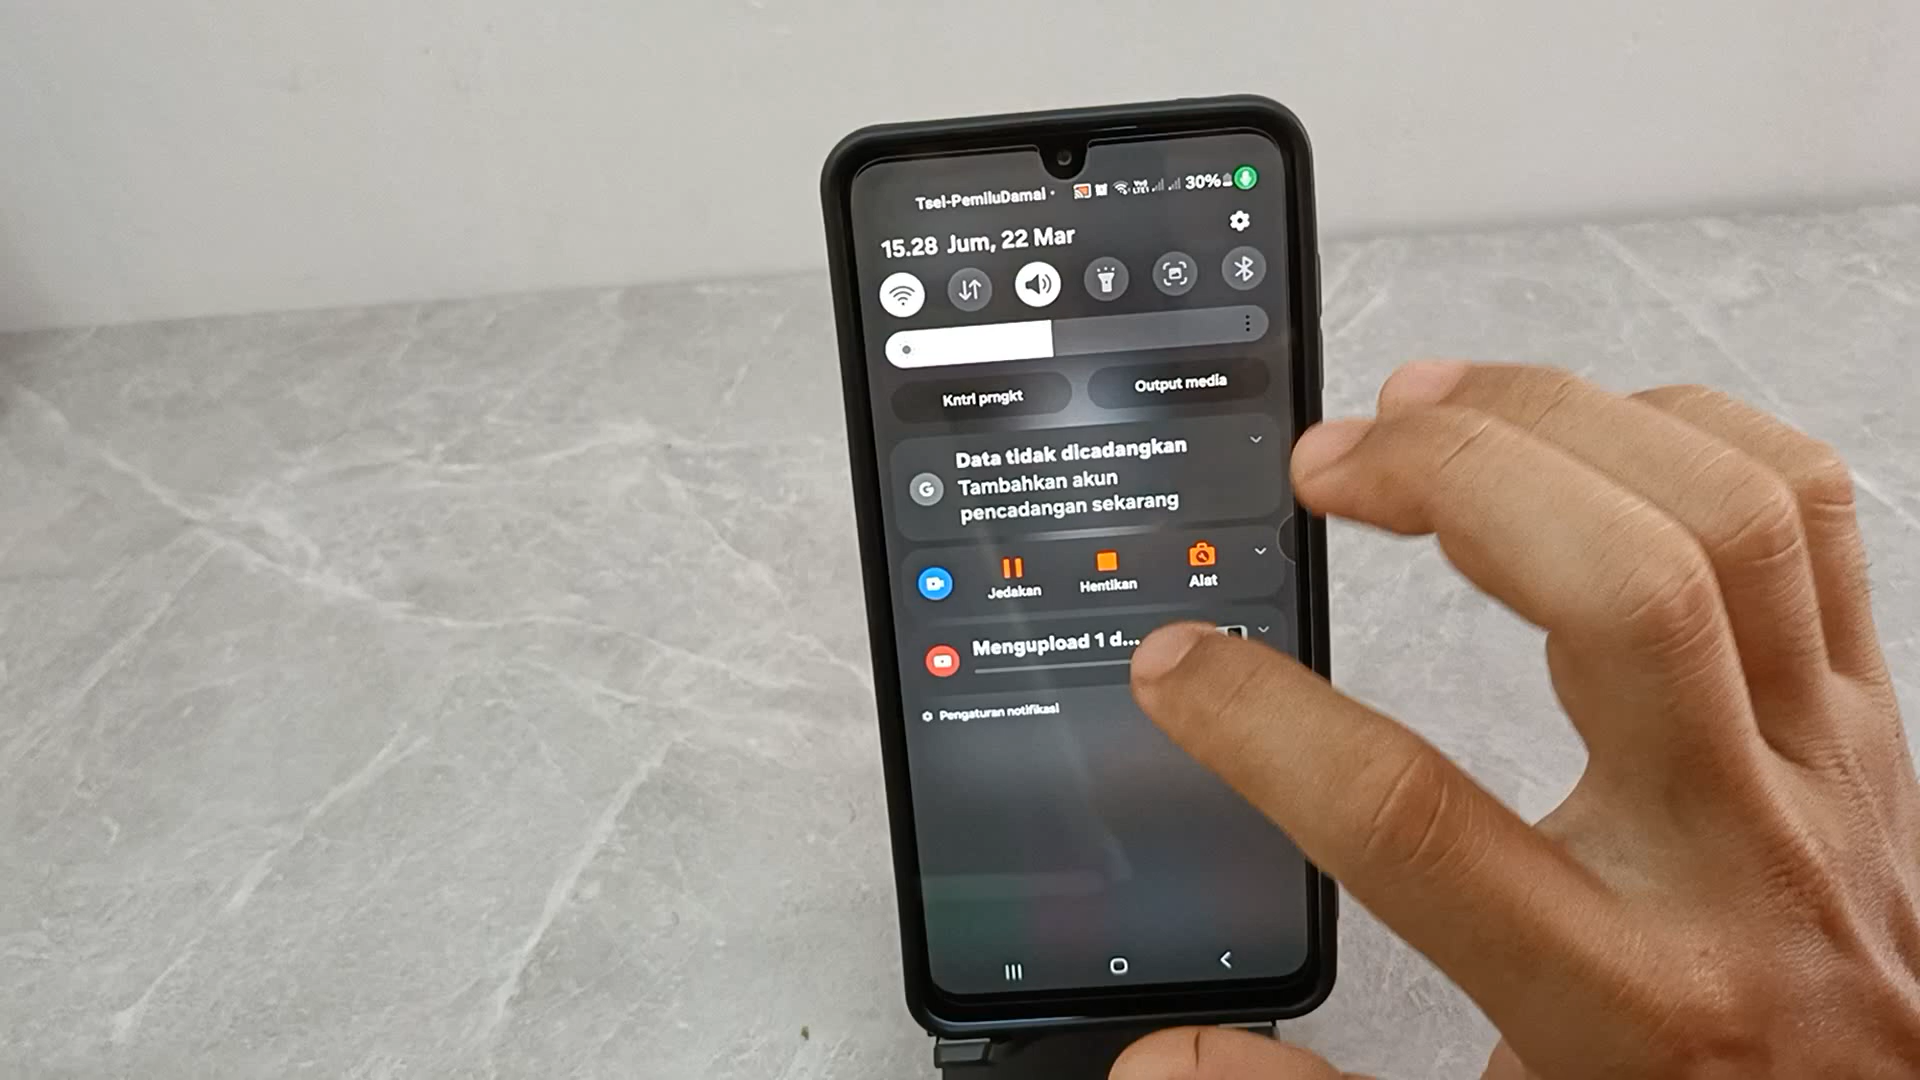 Tsel-PemiluDamai •
30%
15.28 Jum, 22 Mar
Kntrl prngkt
Output media
Data tidak dicadangkan
Tambahkan akun
pencadangan sekarang
G
Jedakan
Hentikan
Alat
Mengupload 1 d...
Pengaturan notifikasi